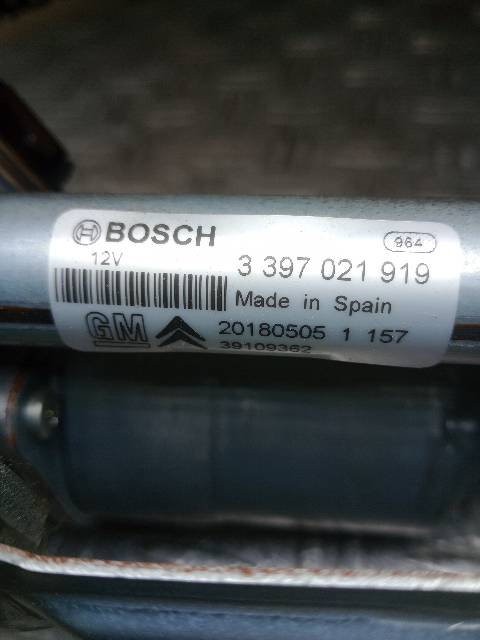 BOSCH 964
12V 3 397 021 919
Made in Spain
GM 20180505 1 157
39109362